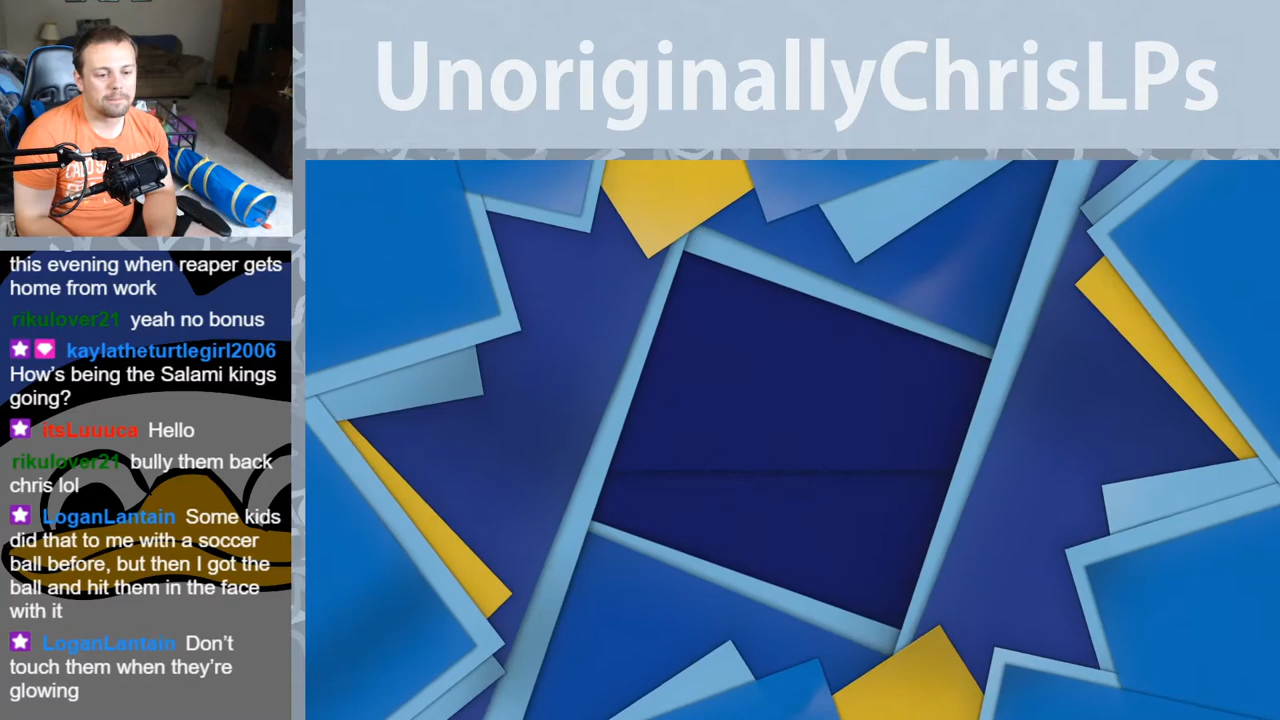 UnoriginallyChrisLPs
this evening when reaper gets
home from work
rikulover21 yeah no bonus
kaylatheturtlegirl2006
How's being the Salami kings
going?
itsLuuuca Hello
rikulover21 bully them back
chris lol
LoganLantain Some kids
did that to me with a soccer
ball before, but then I got the
ball and hit them in the face
with it
LoganLantain Don't
touch them when they're
glowing